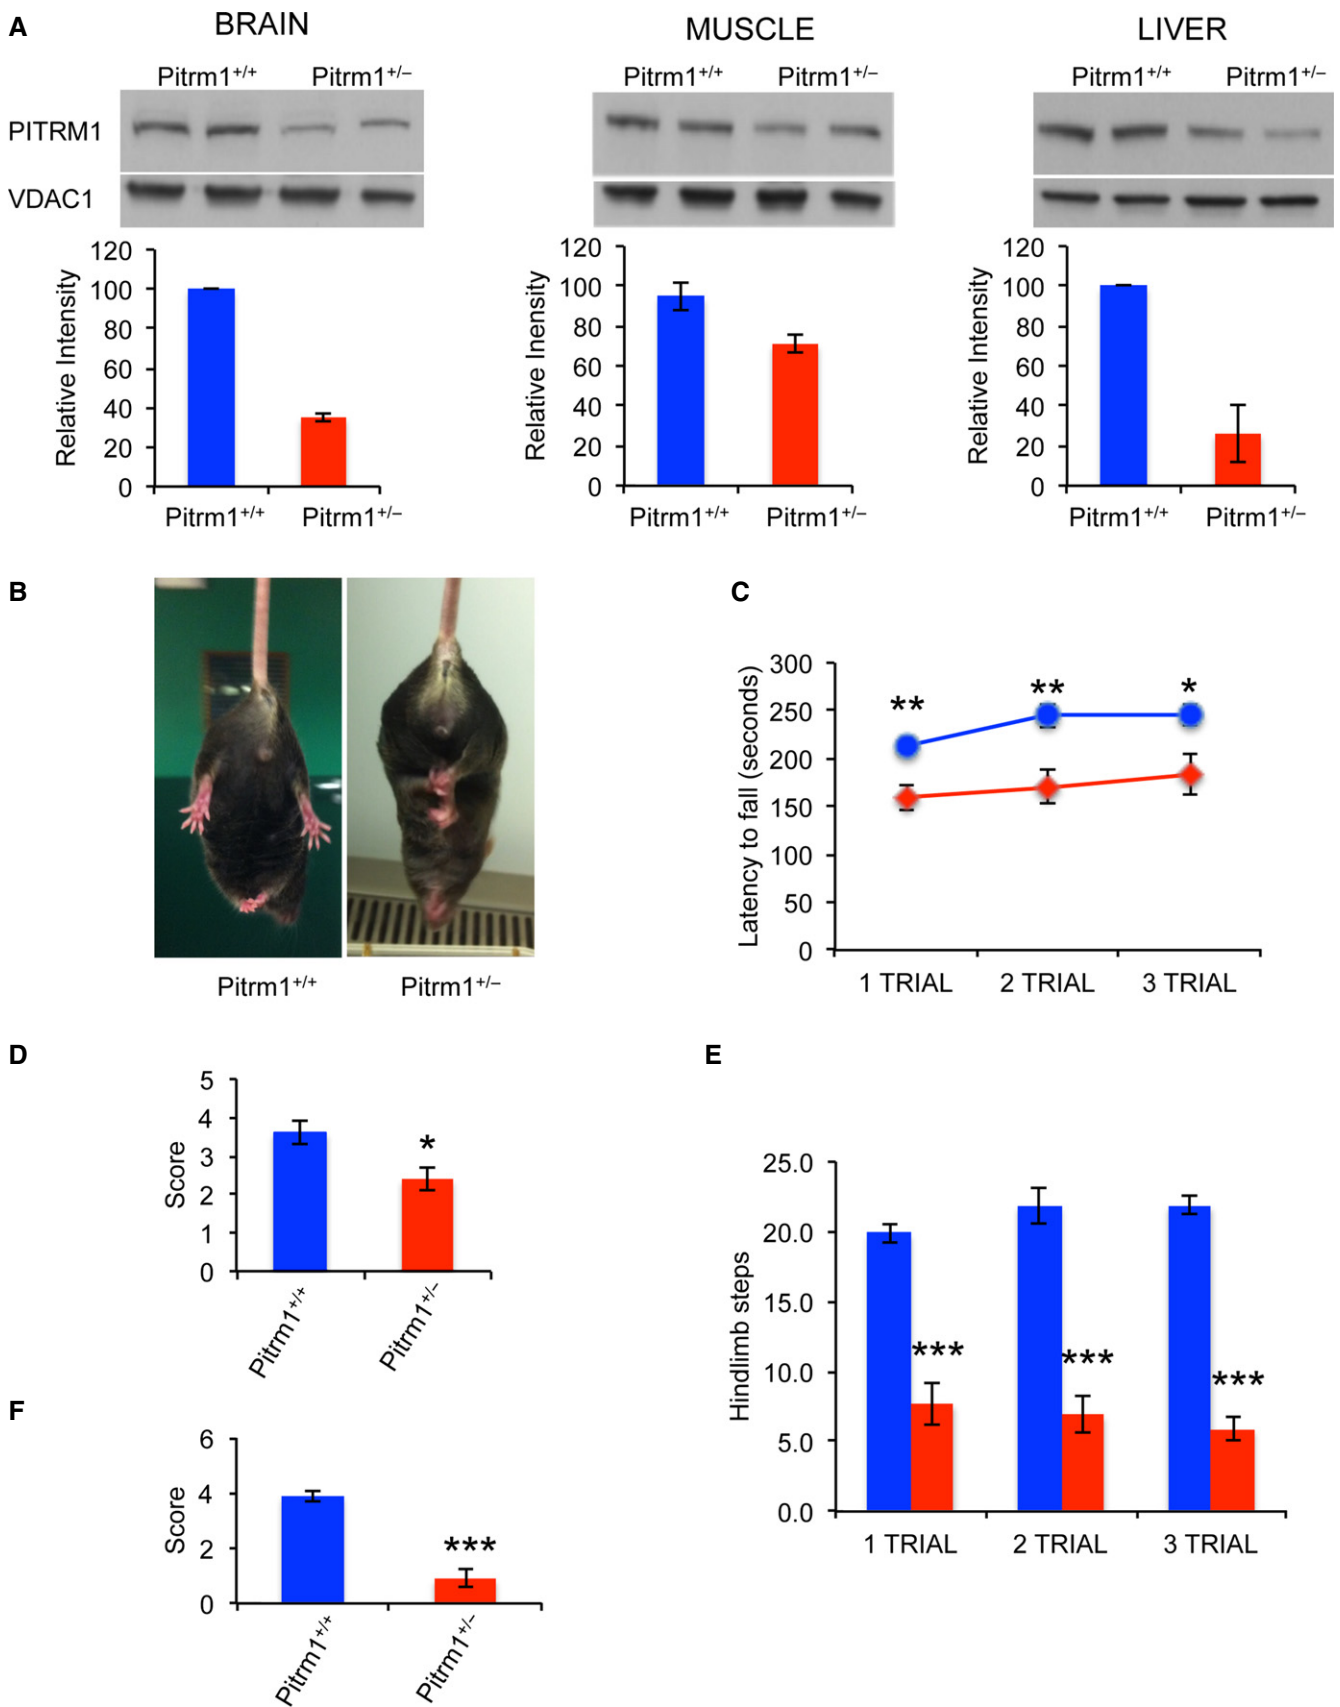 A
BRAIN
MUSCLE
LIVER
Pitrm1+/+ Pitrm1+/–
Pitrm1+/+ Pitrm1+/–
Pitrm1+/+ Pitrm1+/–
PITRM1
VDAC1
Relative Intensity
120
100
80
60
40
20
0
Pitrm1+/+ Pitrm1+/–
Relative Inensity
120
100
80
60
40
20
0
Pitrm1+/+ Pitrm1+/–
Relative Intensity
120
100
80
60
40
20
0
Pitrm1+/+ Pitrm1+/–
B
Pitrm1+/+ Pitrm1+/–
C
Latency to fall (seconds)
300
250
200
150
100
50
0
** ** *
1 TRIAL 2 TRIAL 3 TRIAL
D
Score
5
4
3
2
1
0
*
Pitrm1+/+ Pitrm1+/–
E
Hindlimb steps
25.0
20.0
15.0
10.0
5.0
0.0
*** *** ***
1 TRIAL 2 TRIAL 3 TRIAL
F
Score
6
4
2
0
***
Pitrm1+/+ Pitrm1+/–